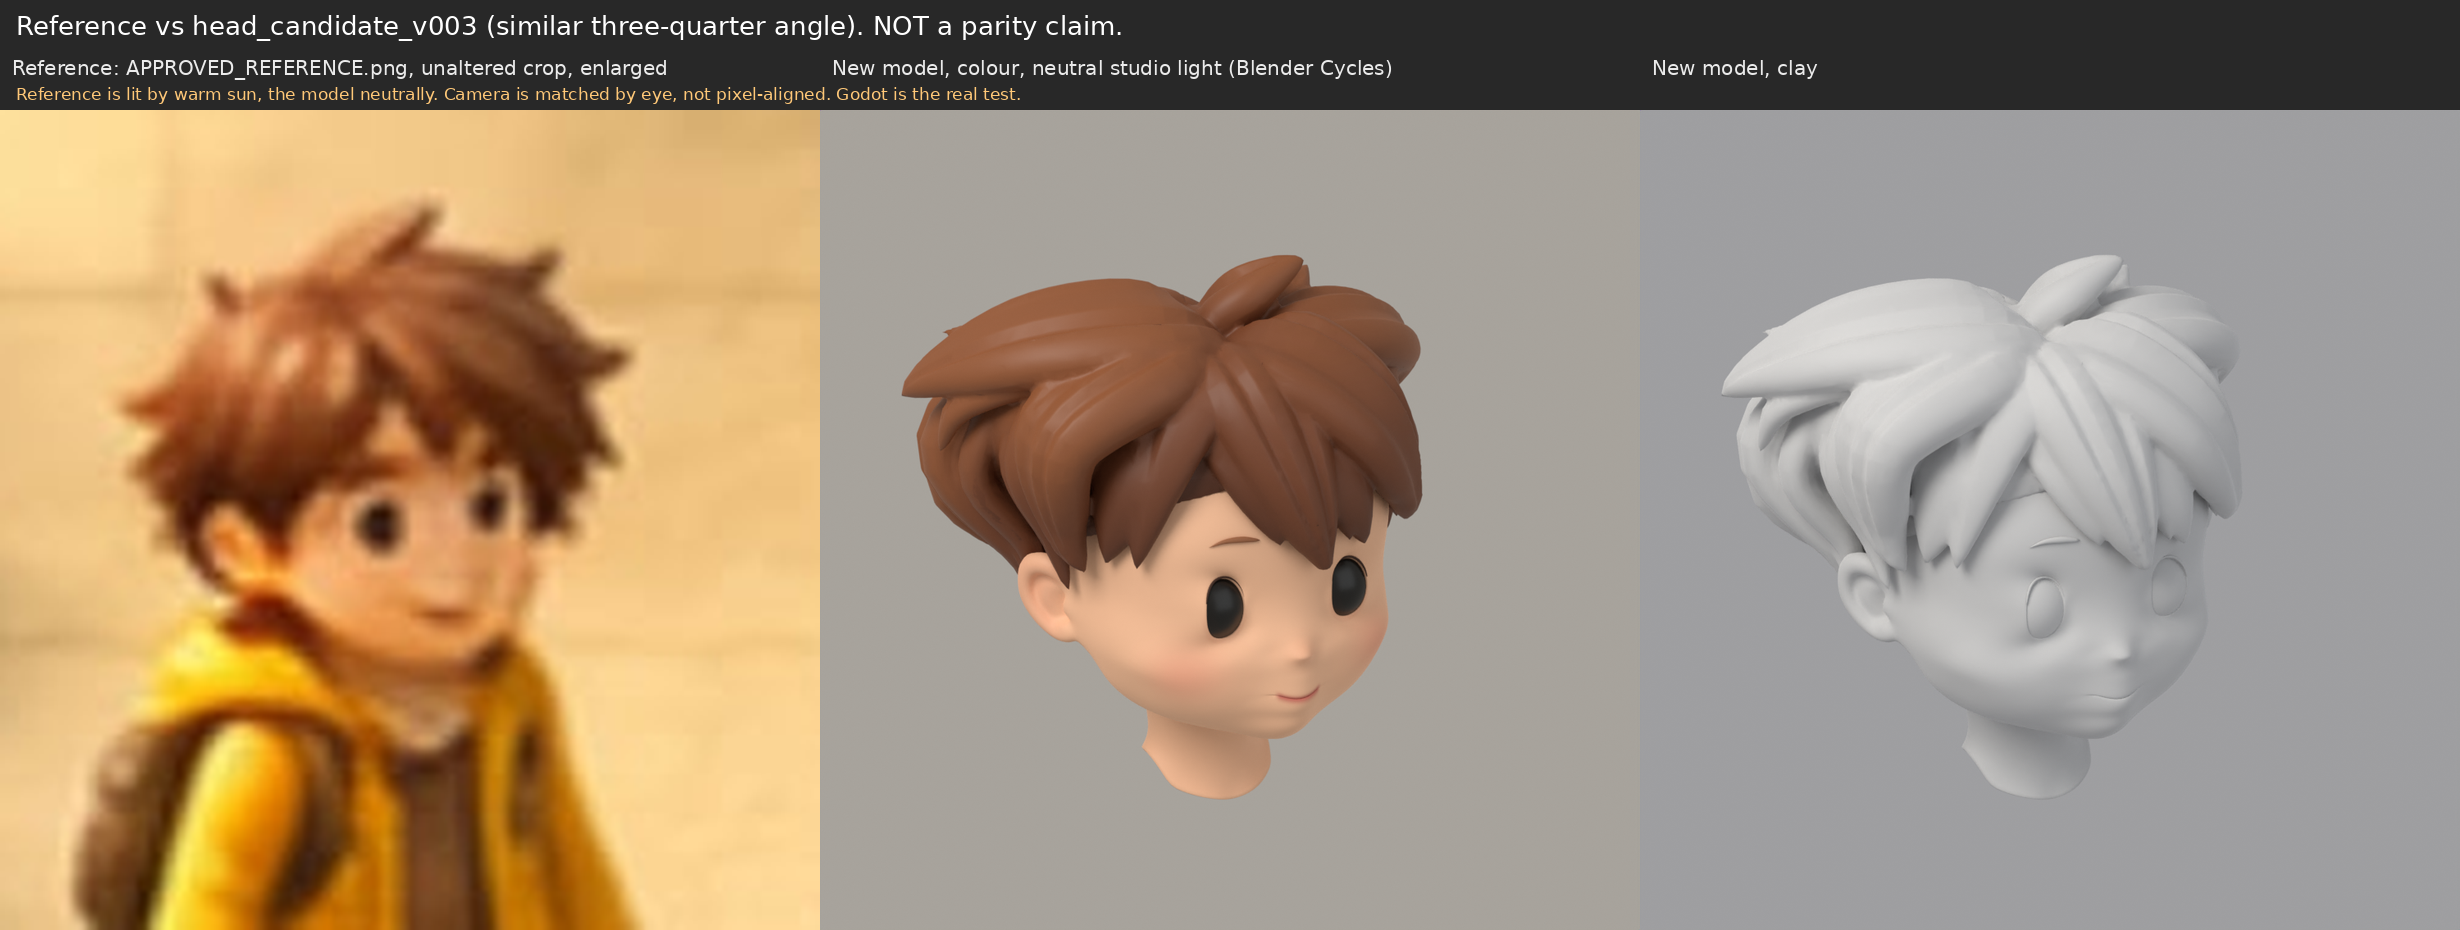 Reference vs head_candidate_v003 (similar three-quarter angle). NOT a parity claim.
Reference: APPROVED_REFERENCE.png, unaltered crop, enlarged
New model, colour, neutral studio light (Blender Cycles)
New model, clay
Reference is lit by warm sun, the model neutrally. Camera is matched by eye, not pixel-aligned. Godot is the real test.